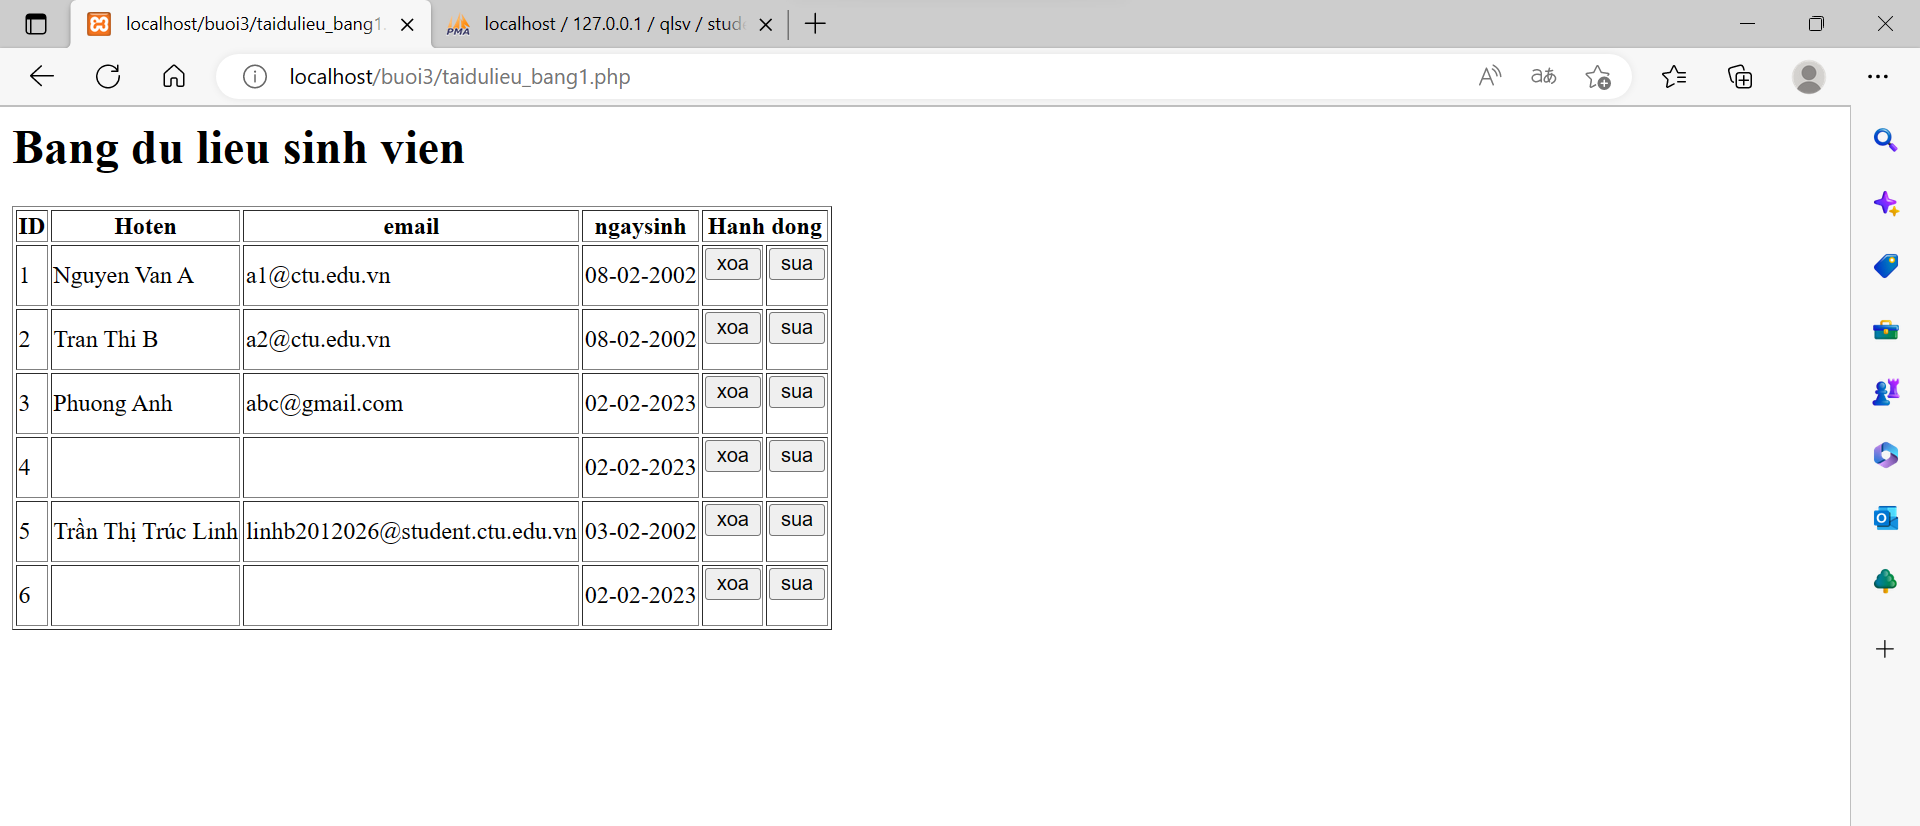 localhost/buoi3/taidulieu_bang1.
localhost / 127.0.0.1 / qlsv / stude
localhost/buoi3/taidulieu_bang1.php
Bang du lieu sinh vien
ID Hoten email ngaysinh Hanh dong
1 Nguyen Van A a1@ctu.edu.vn 08-02-2002 xoa sua
2 Tran Thi B a2@ctu.edu.vn 08-02-2002 xoa sua
3 Phuong Anh abc@gmail.com 02-02-2023 xoa sua
4 02-02-2023 xoa sua
5 Trần Thị Trúc Linh linhb2012026@student.ctu.edu.vn 03-02-2002 xoa sua
6 02-02-2023 xoa sua